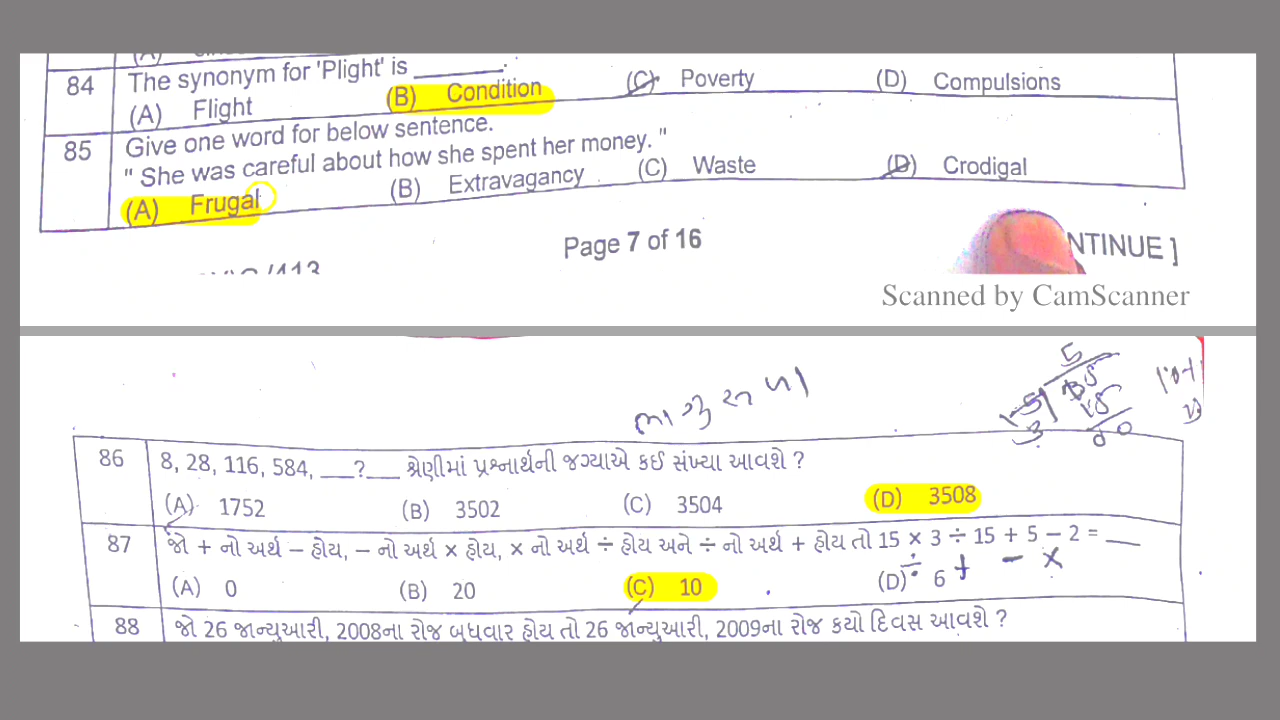 84 The synonym for 'Plight' is ______.
(A) Flight (B) Condition (C) Poverty (D) Compulsions
85 Give one word for below sentence.
" She was careful about how she spent her money. "
(A) Frugal (B) Extravagancy (C) Waste (D) Crodigal
Page 7 of 16
NTINUE ]
Scanned by CamScanner
5
86 8, 28, 116, 584, ___?___ શ્રેણીમાં પ્રશ્નાર્થની જગ્યાએ કઈ સંખ્યા આવશે ?
(A) 1752 (B) 3502 (C) 3504 (D) 3508
87 જો + નો અર્થ – હોય, – નો અર્થ × હોય, × નો અર્થ ÷ હોય અને ÷ નો અર્થ + હોય તો 15 × 3 ÷ 15 + 5 – 2 = ___
÷ + – ×
(A) 0 (B) 20 (C) 10 (D) 6
88 જો 26 જાન્યુઆરી, 2008ના રોજ બુધવાર હોય તો 26 જાન્યુઆરી, 2009ના રોજ કયો દિવસ આવશે ?